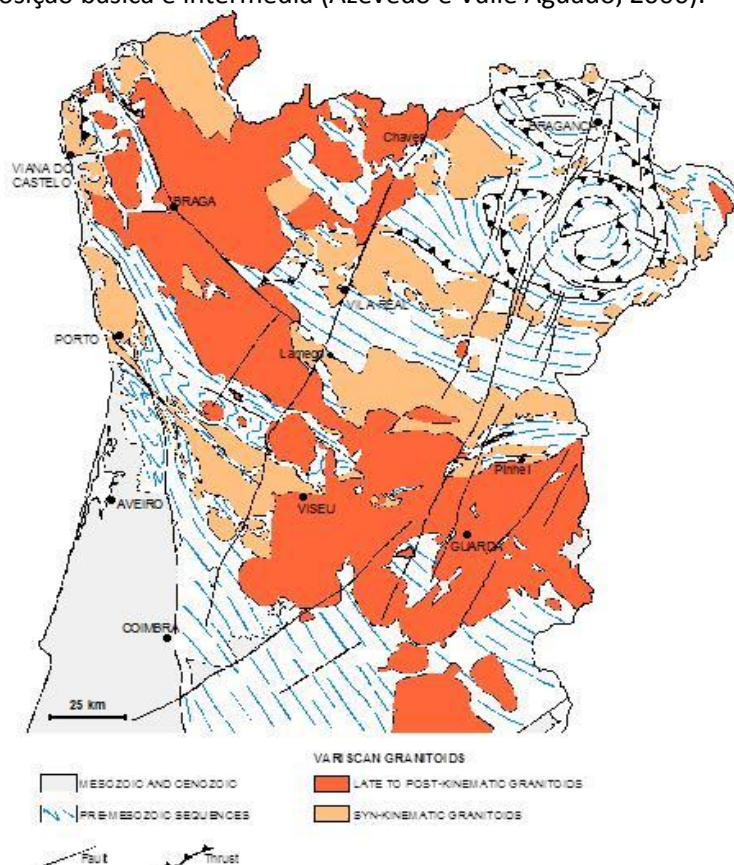 posição básica e intermédia (Azevedo e Valle Aguado, 2006).
Chaves
BRAGANÇA
VIANA DO
CASTELO
BRAGA
VILA REAL
PORTO
Lamego
Pinhel
AVEIRO
VISEU
GUARDA
COIMBRA
25 km
VARISCAN GRANITOIDS
MESOZOIC AND CENOZOIC
LATE TO POST-KINEMATIC GRANITOIDS
PRE-MESOZOIC SEQUENCES
SYN-KINEMATIC GRANITOIDS
Fault
Thrust